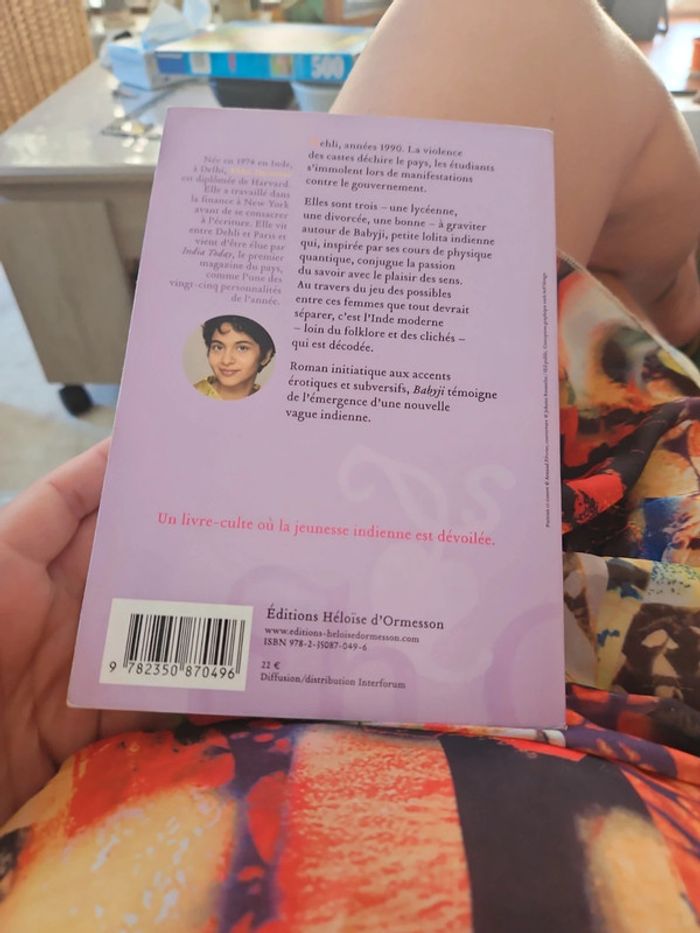 500
Née en 1974 en Inde,
à Delhi,
est diplômée de Harvard.
Elle a travaillé dans
la finance à New York
avant de se consacrer
à l'écriture. Elle vit
entre Dehli et Paris et
vient d'être élue par
India Today, le premier
magazine du pays,
comme l'une des
vingt-cinq personnalités
de l'année.
Dehli, années 1990. La violence
des castes déchire le pays, les étudiants
s'immolent lors de manifestations
contre le gouvernement.
Elles sont trois – une lycéenne,
une divorcée, une bonne – à graviter
autour de Babyji, petite lolita indienne
qui, inspirée par ses cours de physique
quantique, conjugue la passion
du savoir avec le plaisir des sens.
Au travers du jeu des possibles
entre ces femmes que tout devrait
séparer, c'est l'Inde moderne
– loin du folklore et des clichés –
qui est décodée.
Roman initiatique aux accents
érotiques et subversifs, Babyji témoigne
de l'émergence d'une nouvelle
vague indienne.
Un livre-culte où la jeunesse indienne est dévoilée.
Éditions Héloïse d'Ormesson
www.editions-heloisedormesson.com
ISBN 978-2-35087-049-6
22 €
Diffusion/distribution Interforum
9 782350 870496